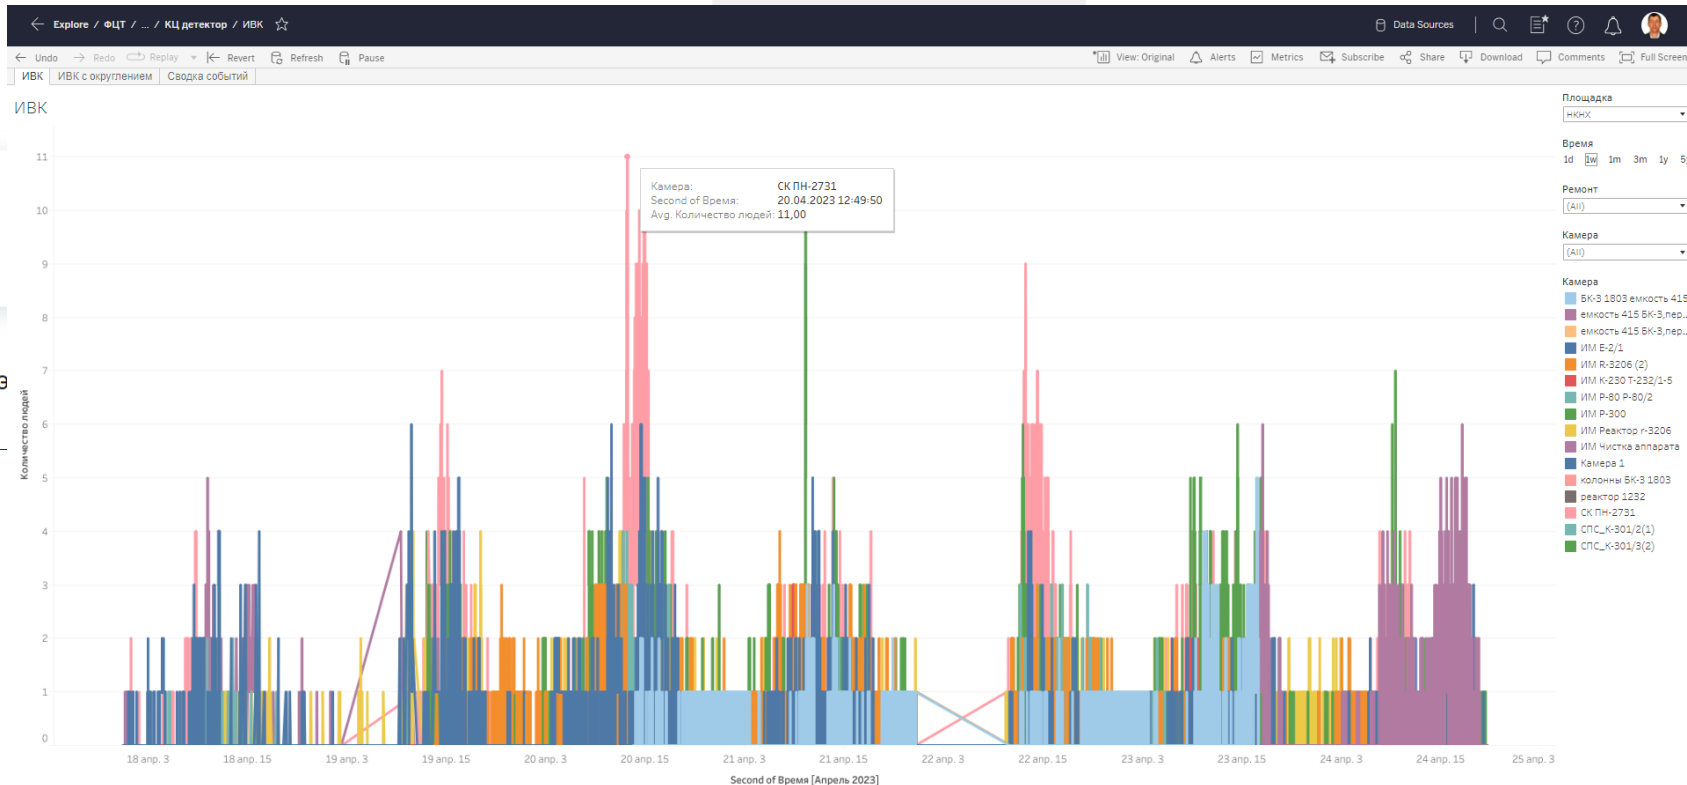 Explore / ФЦТ / ... / КЦ детектор / ИВК
Data Sources
Undo Redo Replay Revert Refresh Pause
View: Original Alerts Metrics Subscribe Share Download Comments Full Screen
ИВК ИВК с округлением Сводка событий
ИВК
Площадка
НКНХ
Время
1d 1w 1m 3m 1y 5y
Ремонт
(All)
Камера
(All)
Камера
БК-3 1803 емкость 415
емкость 415 БК-3,пер..
емкость 415 БК-3,пер..
ИМ Е-2/1
ИМ R-3206 (2)
ИМ К-230 Т-232/1-5
ИМ Р-80 Р-80/2
ИМ Р-300
ИМ Реактор r-3206
ИМ Чистка аппарата
Камера 1
колонны БК-3 1803
реактор 1232
СК ПН-2731
СПС_К-301/2(1)
СПС_К-301/3(2)
Камера: СК ПН-2731
Second of Время: 20.04.2023 12:49:50
Avg. Количество людей: 11,00
Количество людей
11
10
9
8
7
6
5
4
3
2
1
0
18 апр. 3 18 апр. 15 19 апр. 3 19 апр. 15 20 апр. 3 20 апр. 15 21 апр. 3 21 апр. 15 22 апр. 3 22 апр. 15 23 апр. 3 23 апр. 15 24 апр. 3 24 апр. 15 25 апр. 3
Second of Время [Апрель 2023]